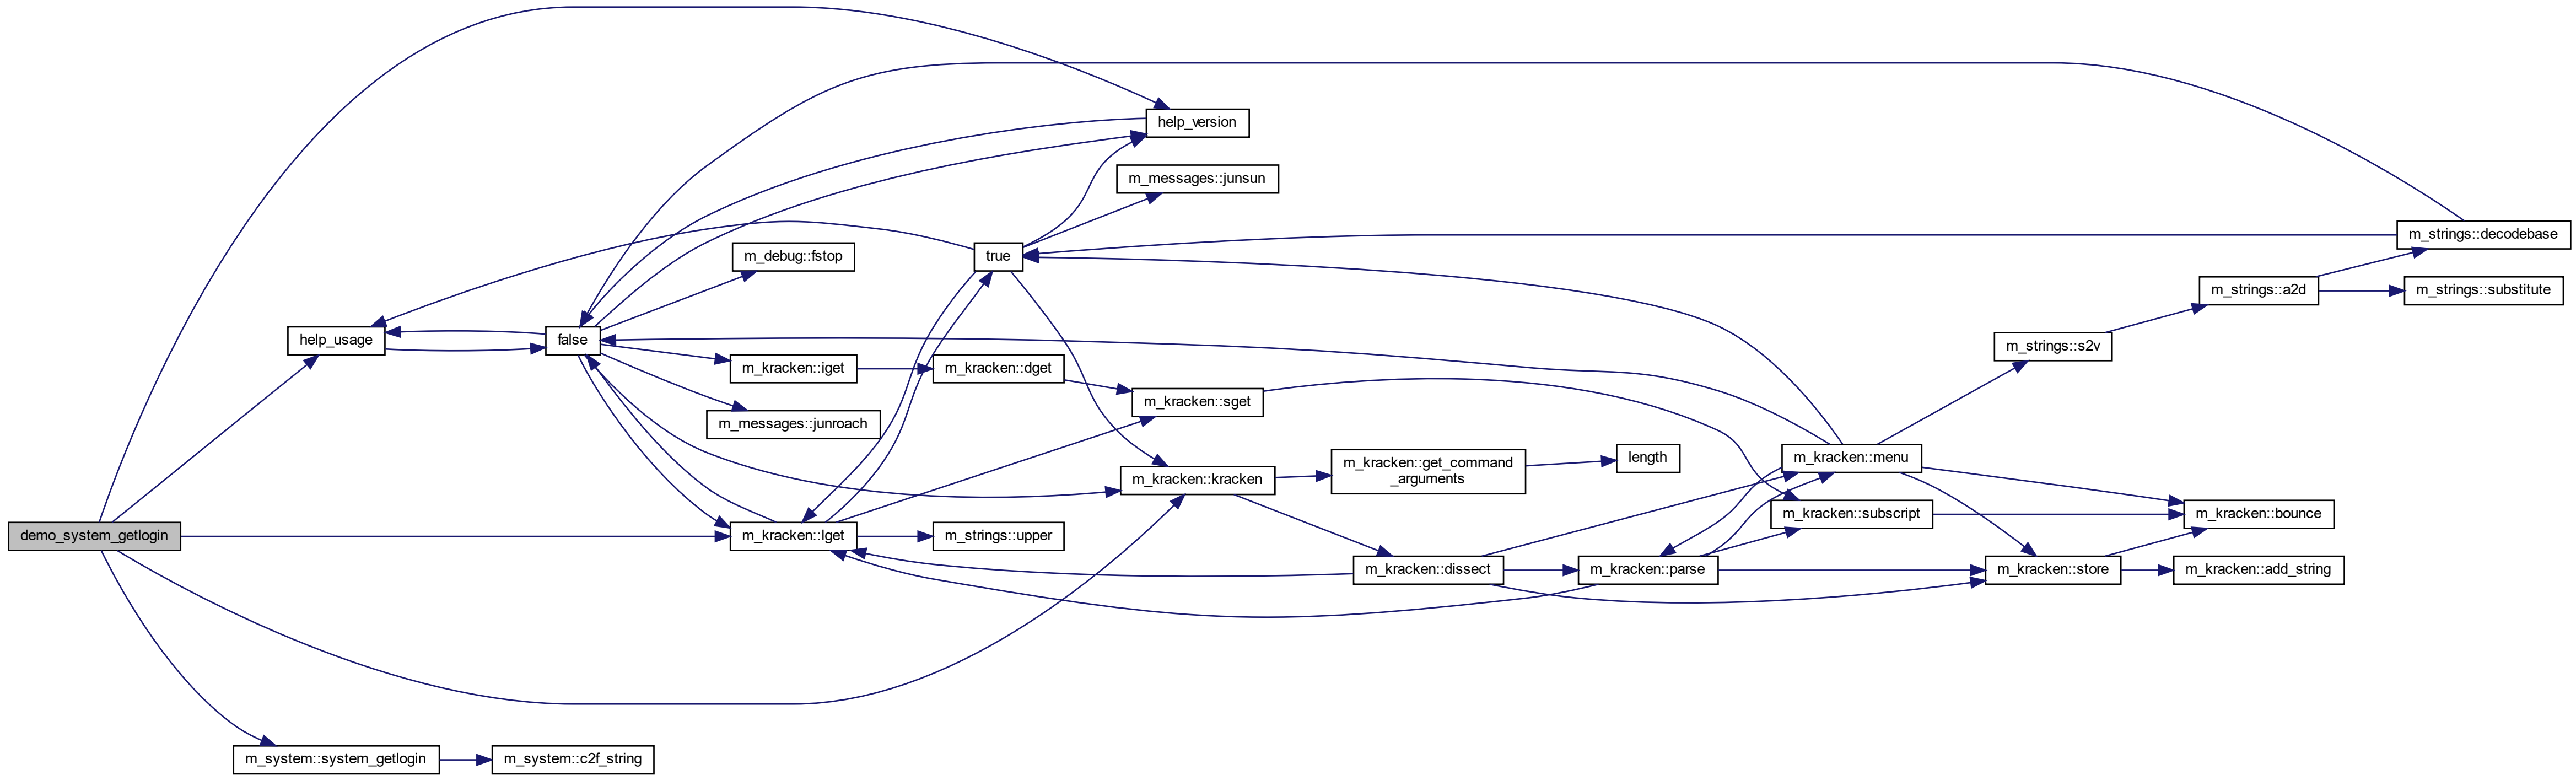 help_version
m_messages::junsun
m_strings::decodebase
m_debug::fstop
true
m_strings::a2d
m_strings::substitute
help_usage
false
m_strings::s2v
m_kracken::iget
m_kracken::dget
m_kracken::sget
m_messages::junroach
m_kracken::menu
length
m_kracken::get_command
_arguments
m_kracken::kracken
m_kracken::subscript
m_kracken::bounce
demo_system_getlogin
m_kracken::lget
m_strings::upper
m_kracken::dissect
m_kracken::parse
m_kracken::store
m_kracken::add_string
m_system::system_getlogin
m_system::c2f_string